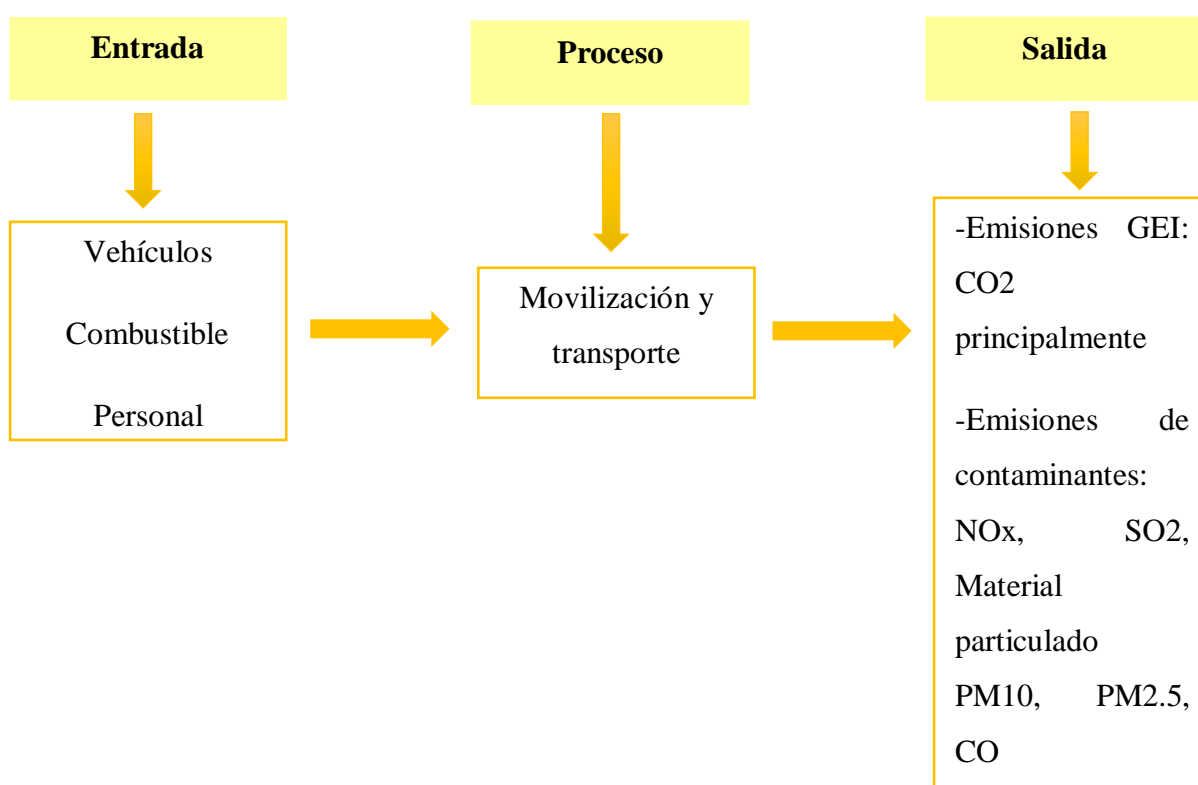 Entrada
Proceso
Salida
Vehículos
Combustible
Personal
Movilización y
transporte
-Emisiones GEI:
CO2
principalmente
-Emisiones de
contaminantes:
NOx, SO2,
Material
particulado
PM10, PM2.5,
CO